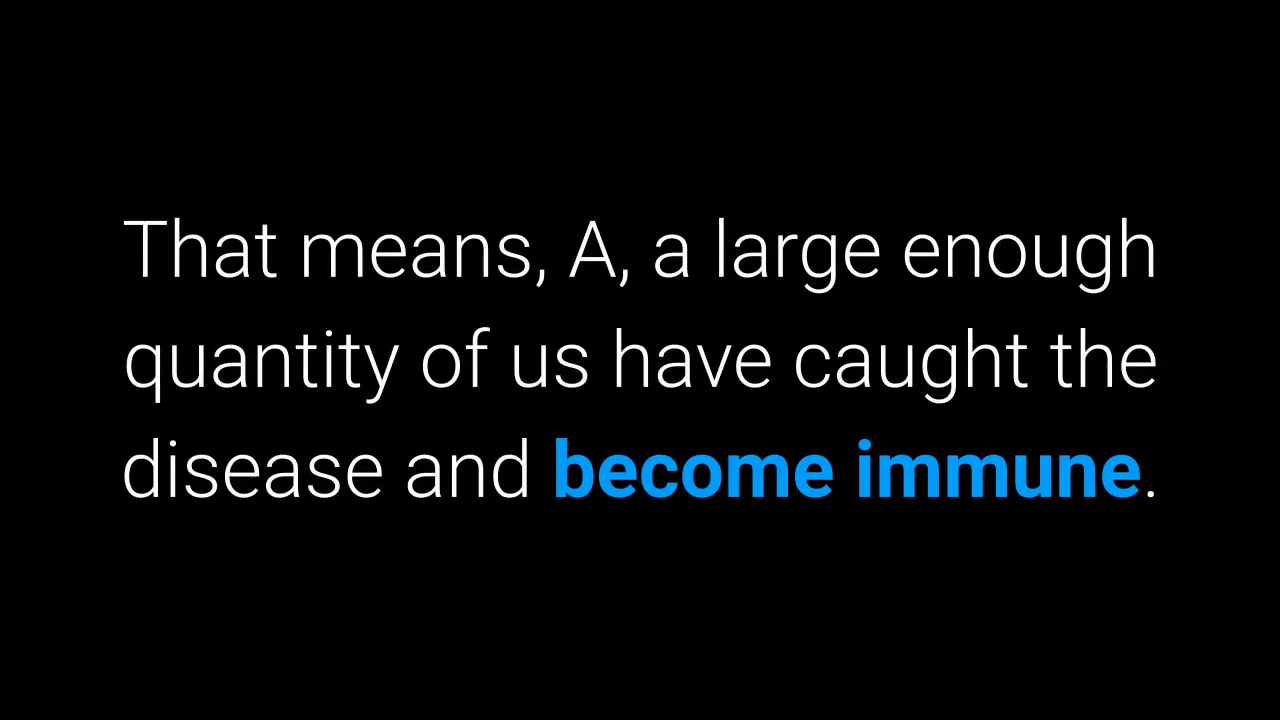 That means, A, a large enough
quantity of us have caught the
disease and become immune.